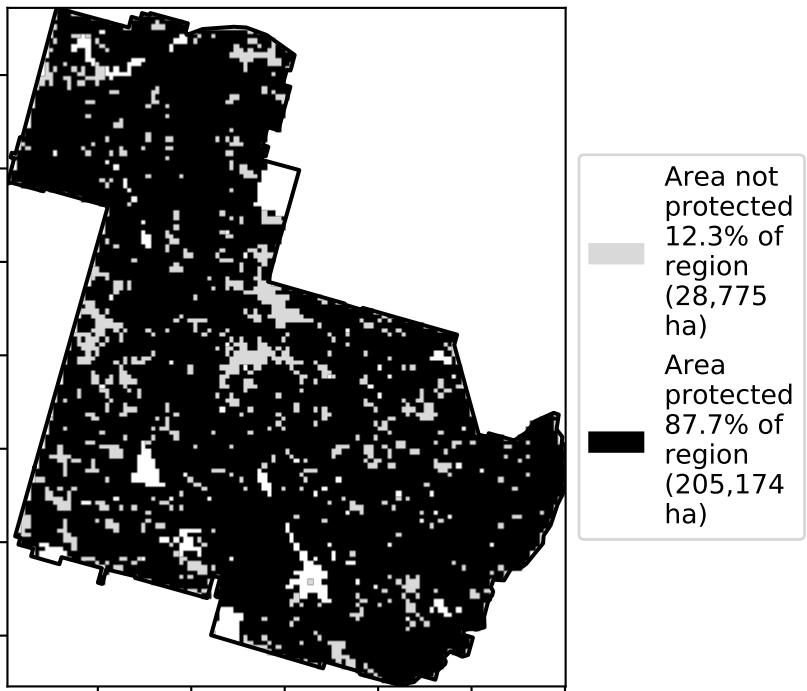 Area not
protected
12.3% of
region
(28,775
ha)
Area
protected
87.7% of
region
(205,174
ha)